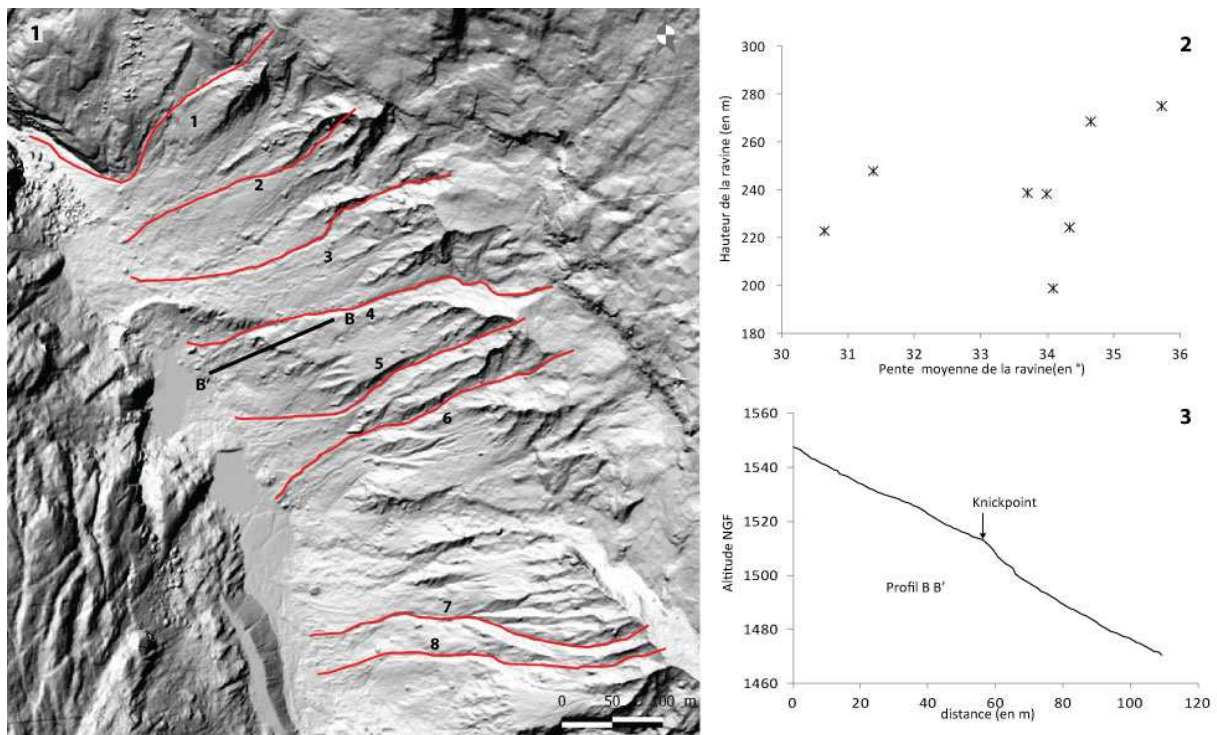 1
1
2
3
B
4
B'
5
6
7
8
0 50 100 m
2
Hauteur de la ravine (en m)
300
280
260
240
220
200
180
30 31 32 33 34 35 36
Pente moyenne de la ravine(en °)
3
Altitude NGF
1560
1540
1520
1500
1480
1460
Knickpoint
Profil B B'
0 20 40 60 80 100 120
distance (en m)